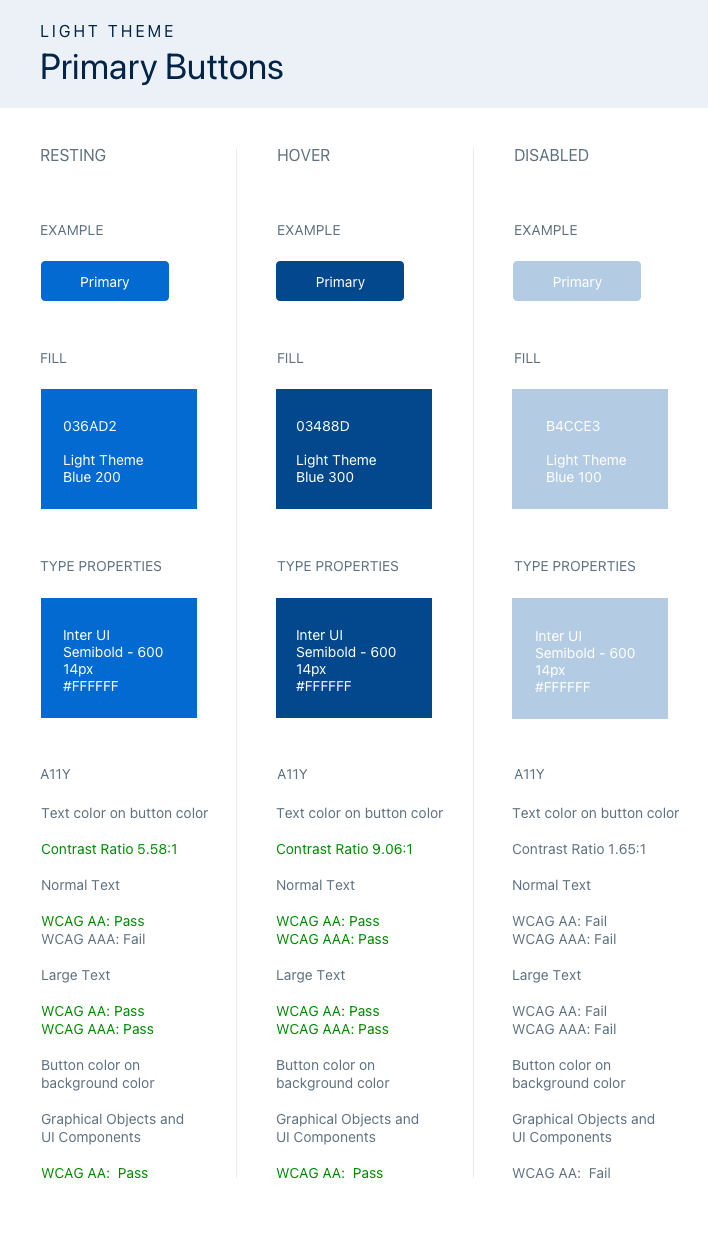 LIGHT THEME
Primary Buttons
RESTING
EXAMPLE
Primary
FILL
036AD2
Light Theme
Blue 200
TYPE PROPERTIES
Inter UI
Semibold - 600
14px
#FFFFFF
A11Y
Text color on button color
Contrast Ratio 5.58:1
Normal Text
WCAG AA: Pass
WCAG AAA: Fail
Large Text
WCAG AA: Pass
WCAG AAA: Pass
Button color on
background color
Graphical Objects and
UI Components
WCAG AA:  Pass
HOVER
EXAMPLE
Primary
FILL
03488D
Light Theme
Blue 300
TYPE PROPERTIES
Inter UI
Semibold - 600
14px
#FFFFFF
A11Y
Text color on button color
Contrast Ratio 9.06:1
Normal Text
WCAG AA: Pass
WCAG AAA: Pass
Large Text
WCAG AA: Pass
WCAG AAA: Pass
Button color on
background color
Graphical Objects and
UI Components
WCAG AA:  Pass
DISABLED
EXAMPLE
Primary
FILL
B4CCE3
Light Theme
Blue 100
TYPE PROPERTIES
Inter UI
Semibold - 600
14px
#FFFFFF
A11Y
Text color on button color
Contrast Ratio 1.65:1
Normal Text
WCAG AA: Fail
WCAG AAA: Fail
Large Text
WCAG AA: Fail
WCAG AAA: Fail
Button color on
background color
Graphical Objects and
UI Components
WCAG AA:  Fail